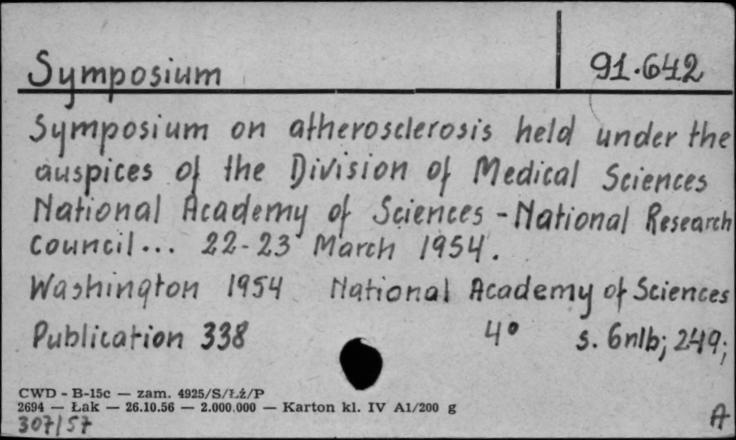 Symposium 91.642
Symposium on atherosclerosis held under the
auspices of the Division of Medical Sciences
National Academy of Sciences - National Research
Council... 22-23 March 1954.
Washington 1954 National Academy of Sciences
Publication 338 4° s. 6nlb; 249;
CWD - B-15c — zam. 4925/S/Łż/P
2694 — Łak — 26.10.56 — 2.000.000 — Karton kl. IV A1/200 g
307/57 A